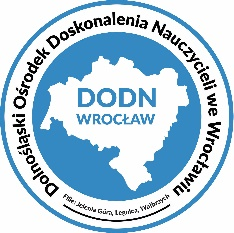 Dolnośląski Ośrodek Doskonalenia Nauczycieli we Wrocławiu
DODN
WROCŁAW
Filie: Jelenia Góra, Legnica, Wałbrzych